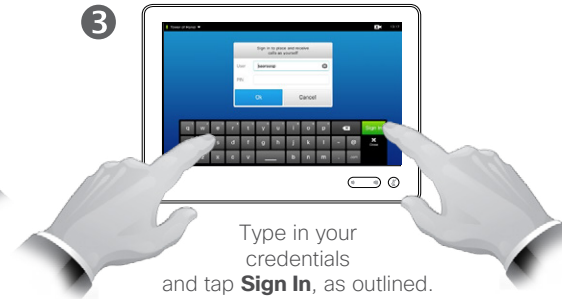 3
Sign in to place and receive
calls as yourself
User
PIN
Ok Cancel
q w e r t y u i o p Sign In
d f g h j k l - @
s c v b n m
Type in your
credentials
and tap Sign In, as outlined.